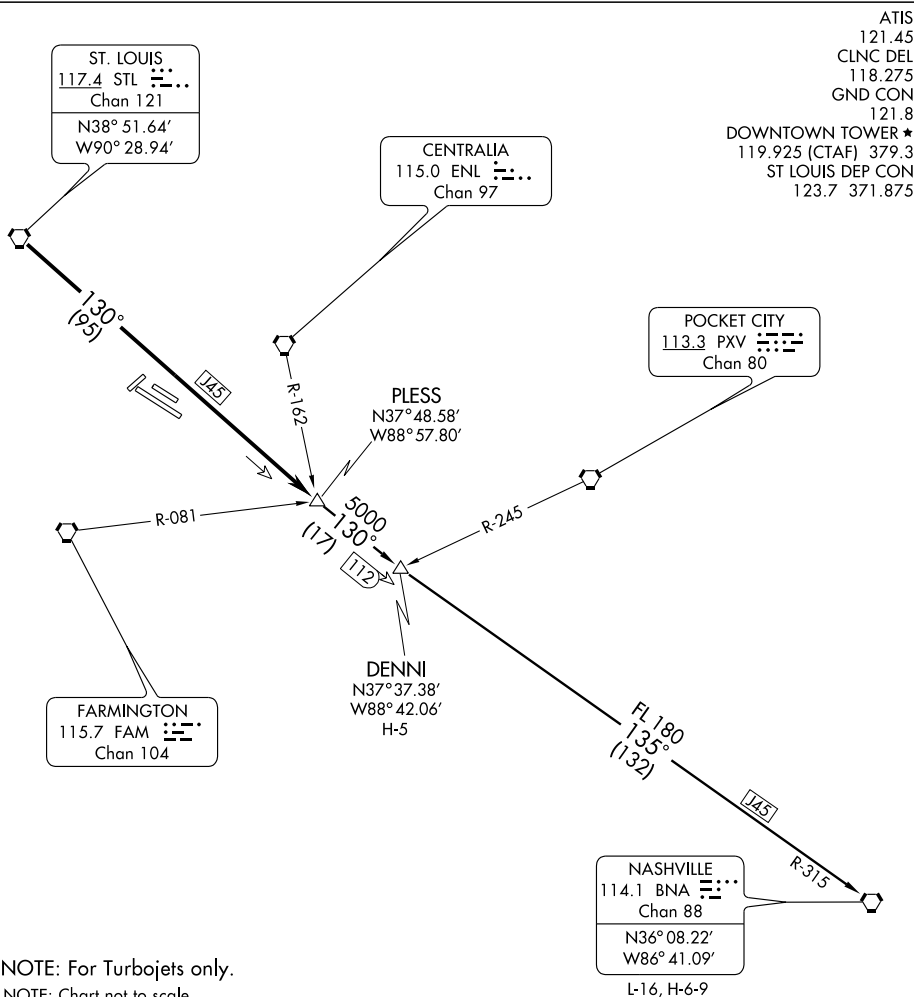 ATIS
121.45
CLNC DEL
118.275
GND CON
121.8
DOWNTOWN TOWER ★
119.925 (CTAF) 379.3
ST LOUIS DEP CON
123.7 371.875
ST. LOUIS
117.4 STL
Chan 121
N38° 51.64′
W90° 28.94′
CENTRALIA
115.0 ENL
Chan 97
130°
(95)
J45
R-162
POCKET CITY
113.3 PXV
Chan 80
PLESS
N37°48.58′
W88°57.80′
R-081
5000
130°
(17)
112
R-245
DENNI
N37°37.38′
W88°42.06′
H-5
FARMINGTON
115.7 FAM
Chan 104
FL 180
135°
(132)
J45
R-315
NASHVILLE
114.1 BNA
Chan 88
N36° 08.22′
W86° 41.09′
L-16, H-6-9
NOTE: For Turbojets only.
NOTE: Chart not to scale.